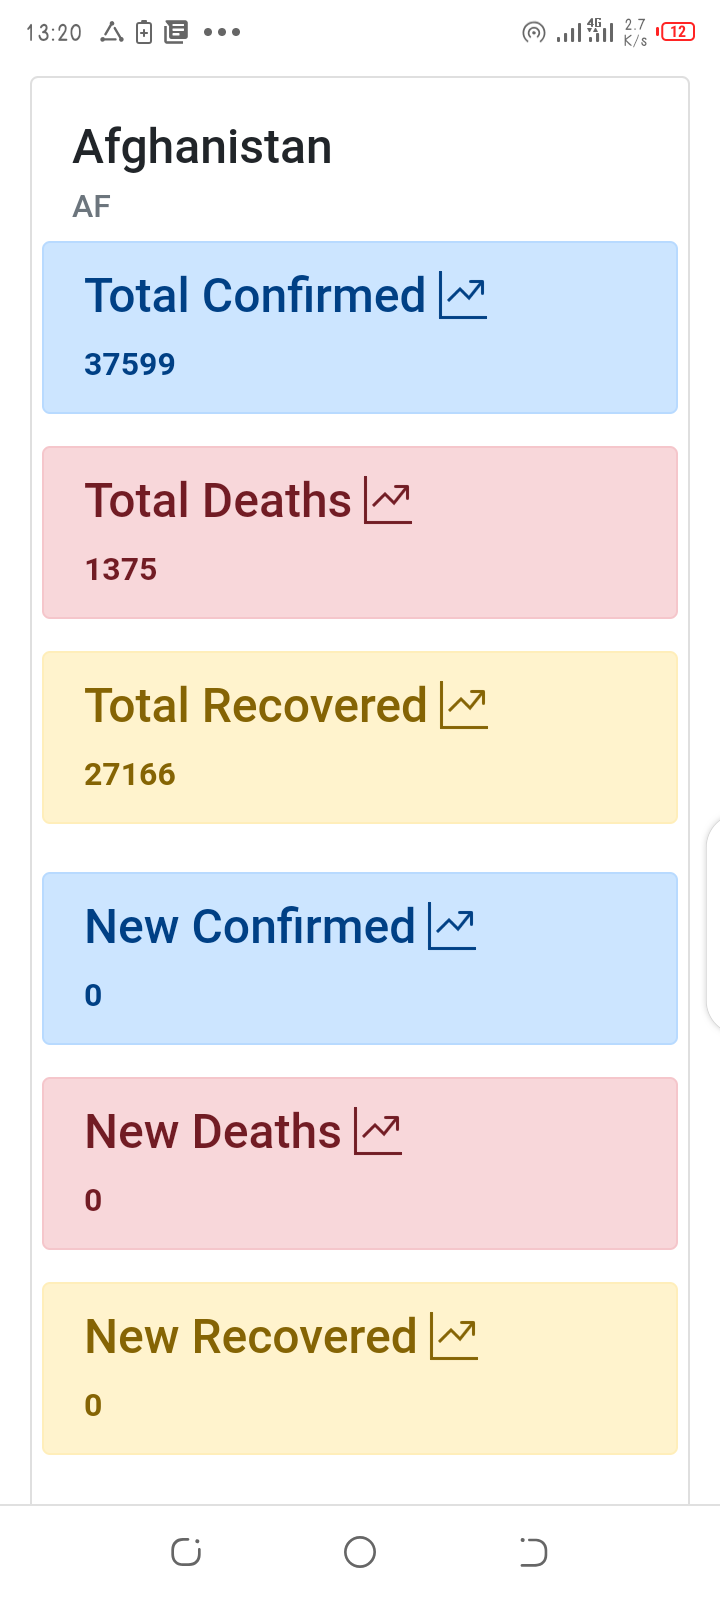 13:20 4G 2.7 K/s 12
Afghanistan
AF
Total Confirmed
37599
Total Deaths
1375
Total Recovered
27166
New Confirmed
0
New Deaths
0
New Recovered
0